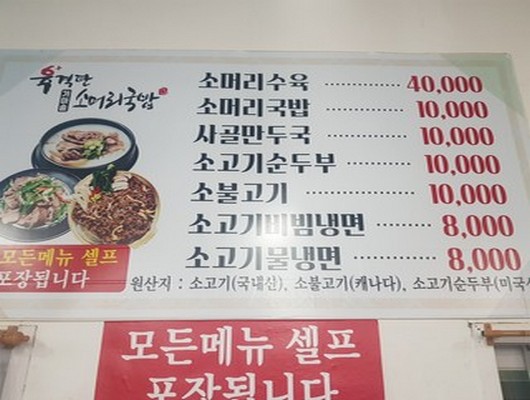 육격단
소머리국밥
소머리수육 40,000
소머리국밥 10,000
사골만두국 10,000
소고기순두부 10,000
소불고기 10,000
소고기비빔냉면 8,000
소고기물냉면 8,000
모든메뉴 셀프
포장됩니다
원산지 : 소고기(국내산), 소불고기(캐나다), 소고기순두부(미국산
모든메뉴 셀프
포장됩니다